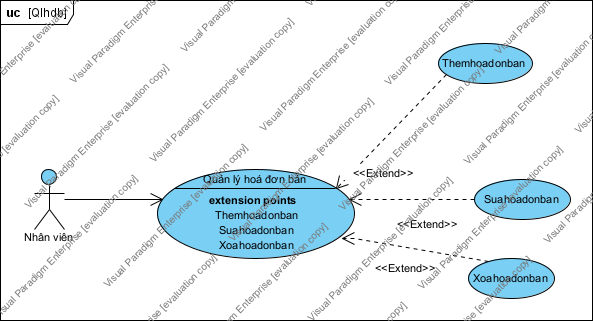 uc [Qlhdb]
Themhoadonban
<<Extend>>
Quản lý hoá đơn bán
extension points
Themhoadonban
Suahoadonban
Xoahoadonban
Suahoadonban
<<Extend>>
Nhân viên
<<Extend>>
Xoahoadonban
Visual Paradigm Enterprise [evaluation copy]